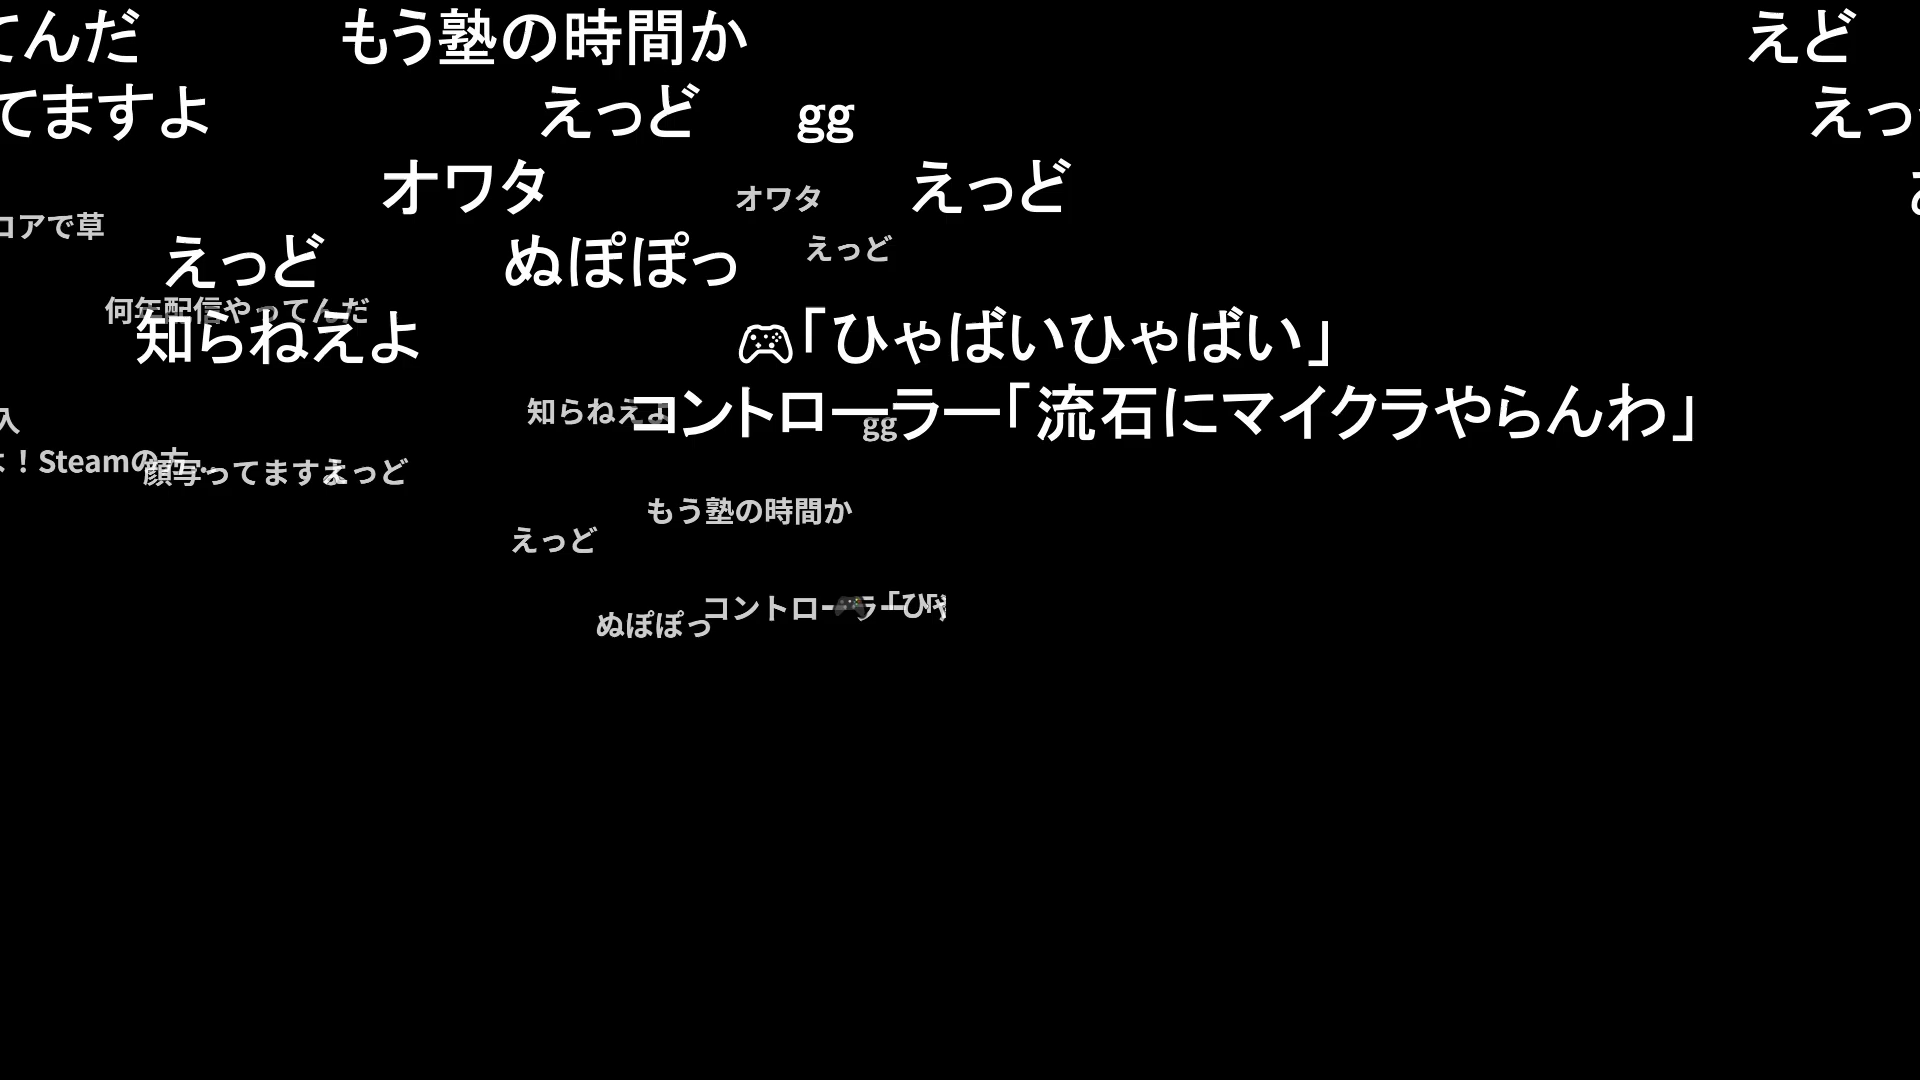 てんだ もう塾の時間か えど
てますよ えっど gg えっ
オワタ オワタ えっど
コアで草
えっど ぬぽぽっ えっど
何年配信やってんだ
知らねえよ 🎮「ひゃばいひゃばい」
知らねえよ コントローラー「流石にマイクラやらんわ」
gg
入
よ！Steamの方…
顔写ってますよ えっど
もう塾の時間か
えっど
コントローラー「 🎮「ひゃ
ぬぽぽっ